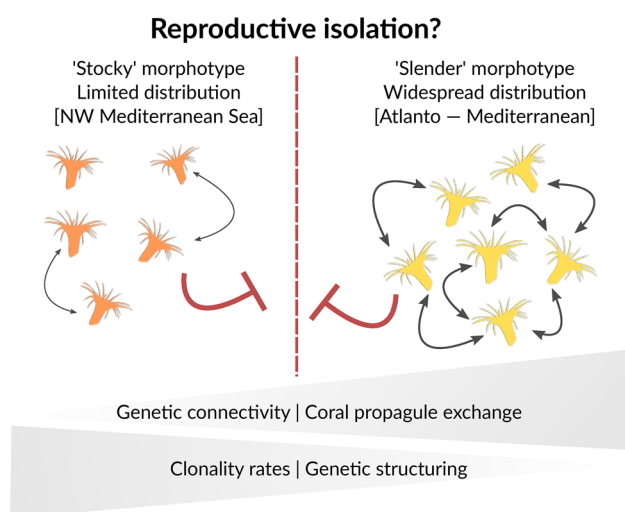 Reproductive isolation?
'Stocky' morphotype
Limited distribution
[NW Mediterranean Sea]
'Slender' morphotype
Widespread distribution
[Atlanto — Mediterranean]
Genetic connectivity | Coral propagule exchange
Clonality rates | Genetic structuring